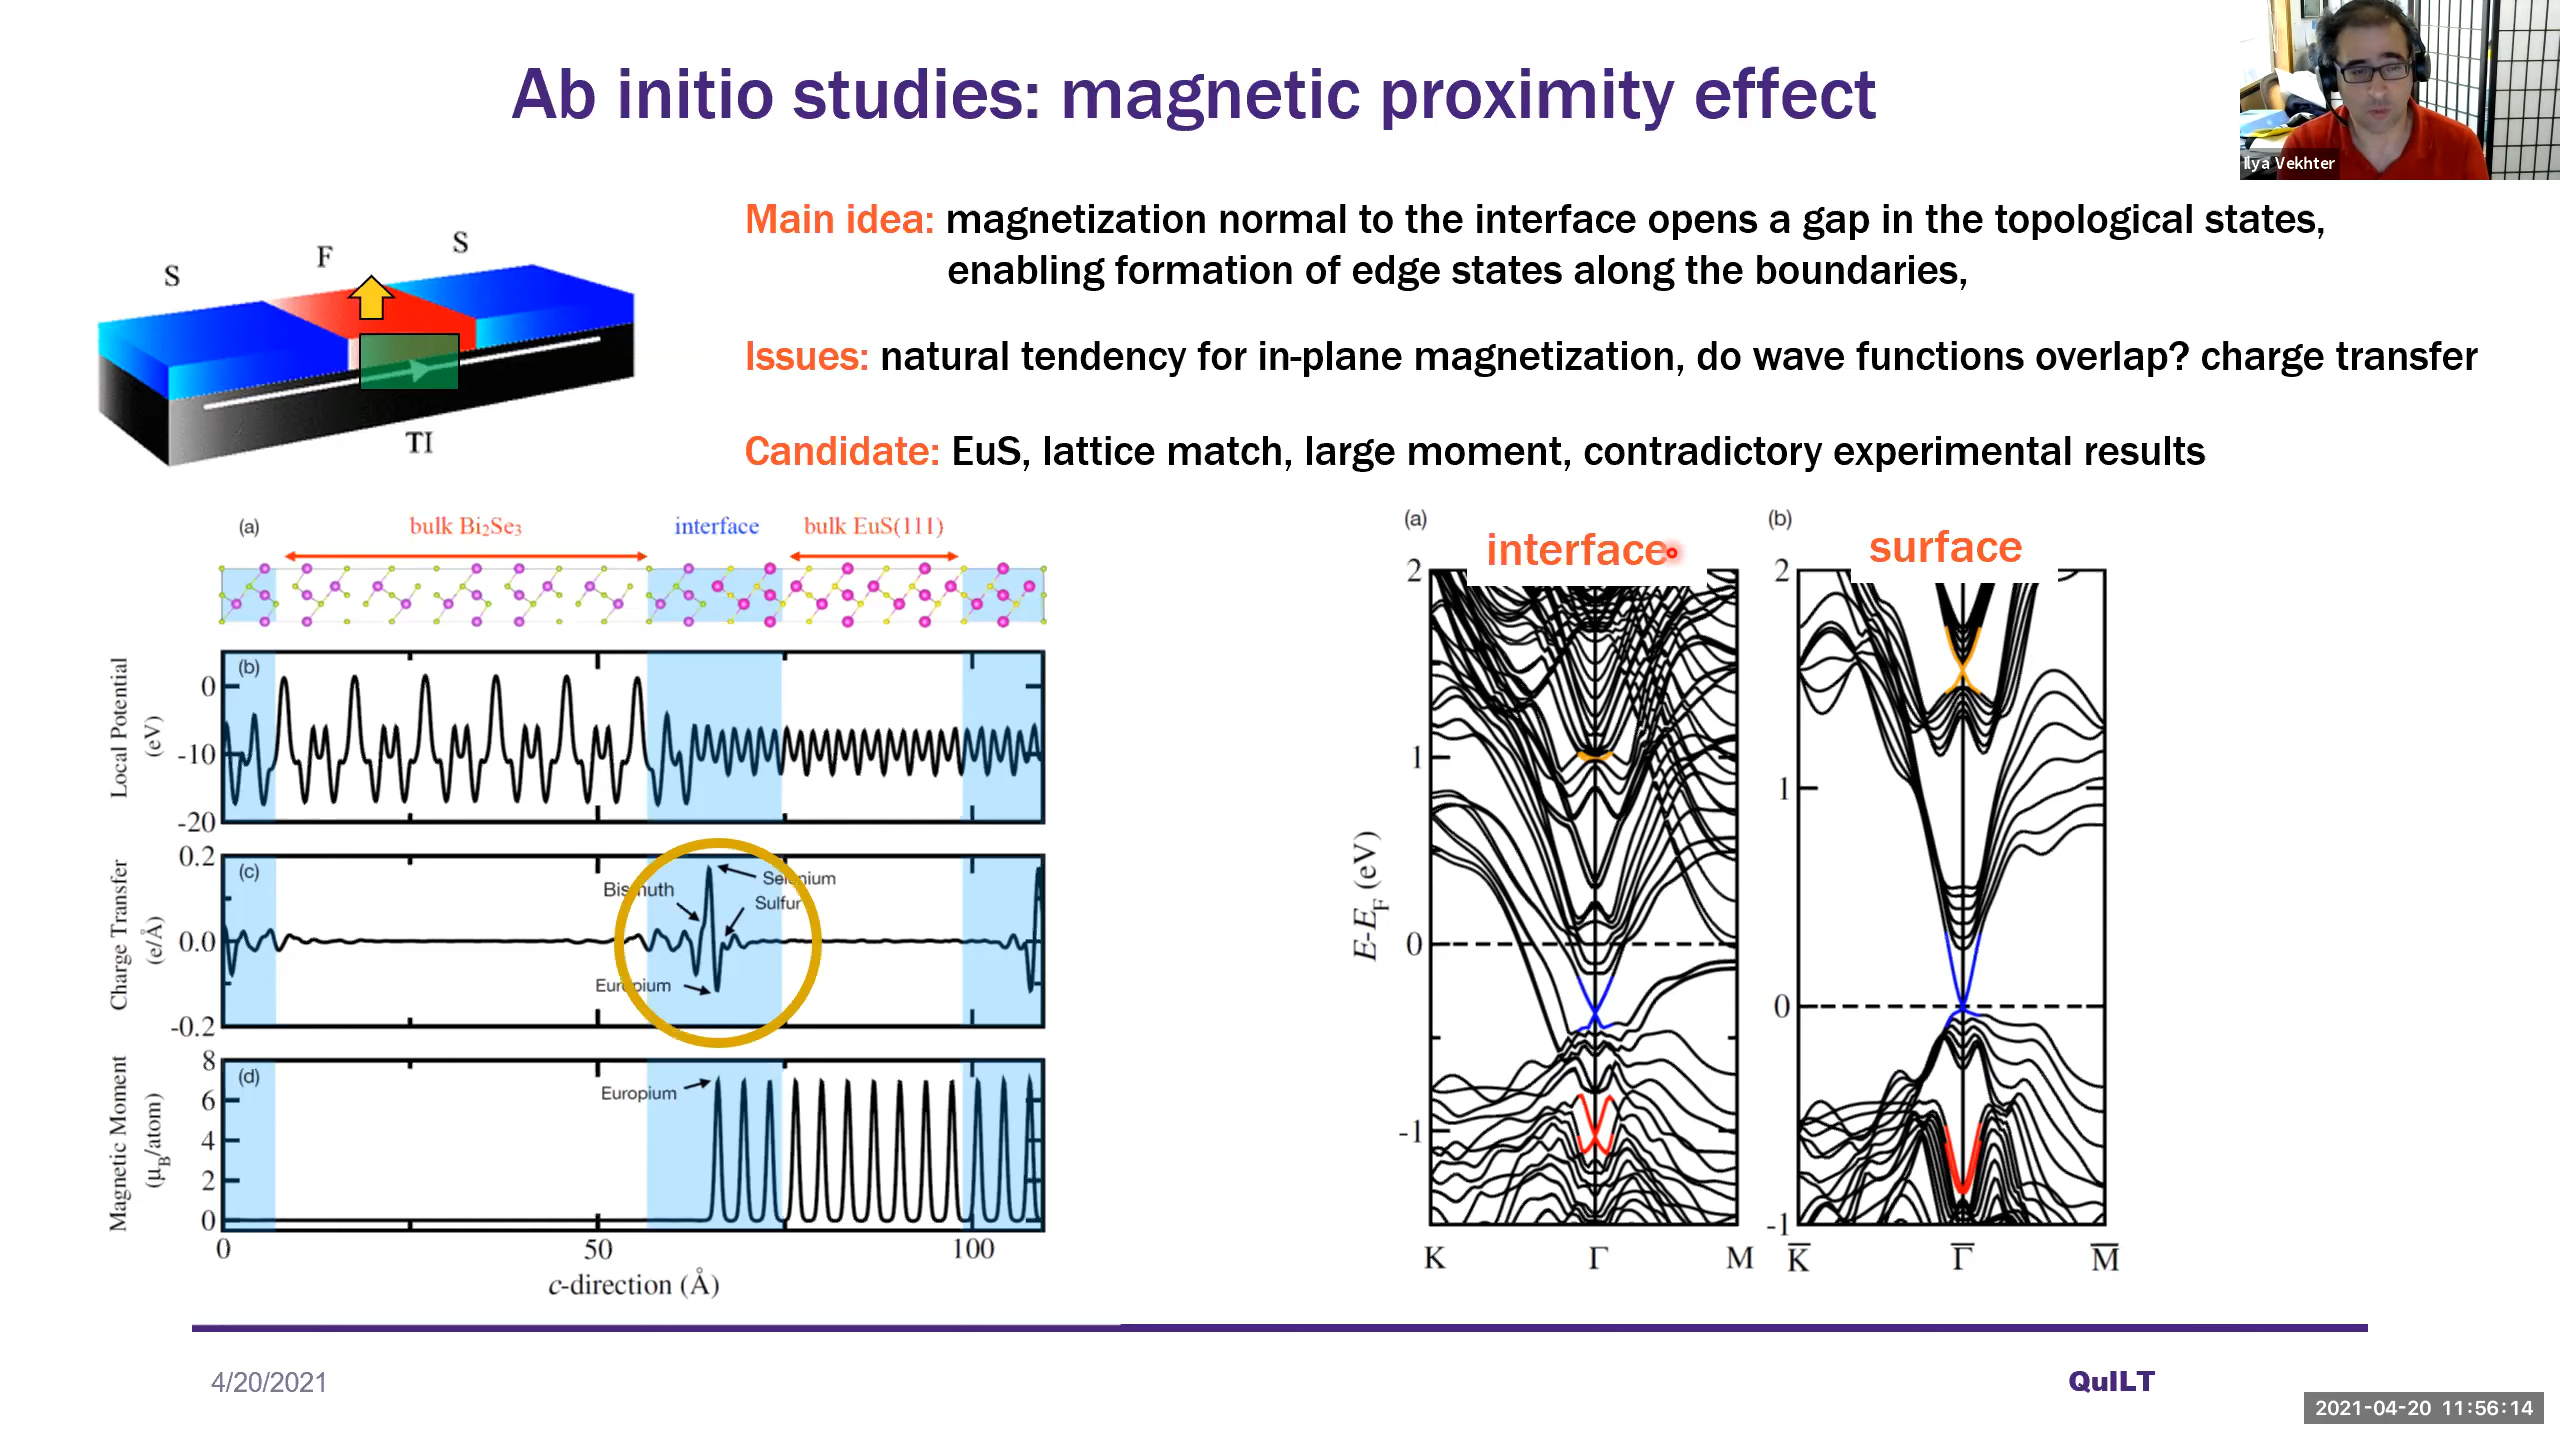 Ab initio studies: magnetic proximity effect
Ilya Vekhter
Main idea: magnetization normal to the interface opens a gap in the topological states,
enabling formation of edge states along the boundaries,
Issues: natural tendency for in-plane magnetization, do wave functions overlap? charge transfer
Candidate: EuS, lattice match, large moment, contradictory experimental results
S
F
S
TI
(a)
bulk Bi₂Se₃
interface
bulk EuS(111)
(b)
Local Potential
(eV)
0
-10
-20
(c)
Charge Transfer
(e/Å)
0.2
0.0
-0.2
Bismuth
Selenium
Sulfur
Europium
(d)
Magnetic Moment
(μB/atom)
8
6
4
2
0
Europium
0
50
100
c-direction (Å)
(a)
interface
E-EF (eV)
2
1
0
-1
K
Γ
M
(b)
surface
2
1
0
-1
K̅
Γ̅
M̅
4/20/2021
QuILT
2021-04-20 11:56:14